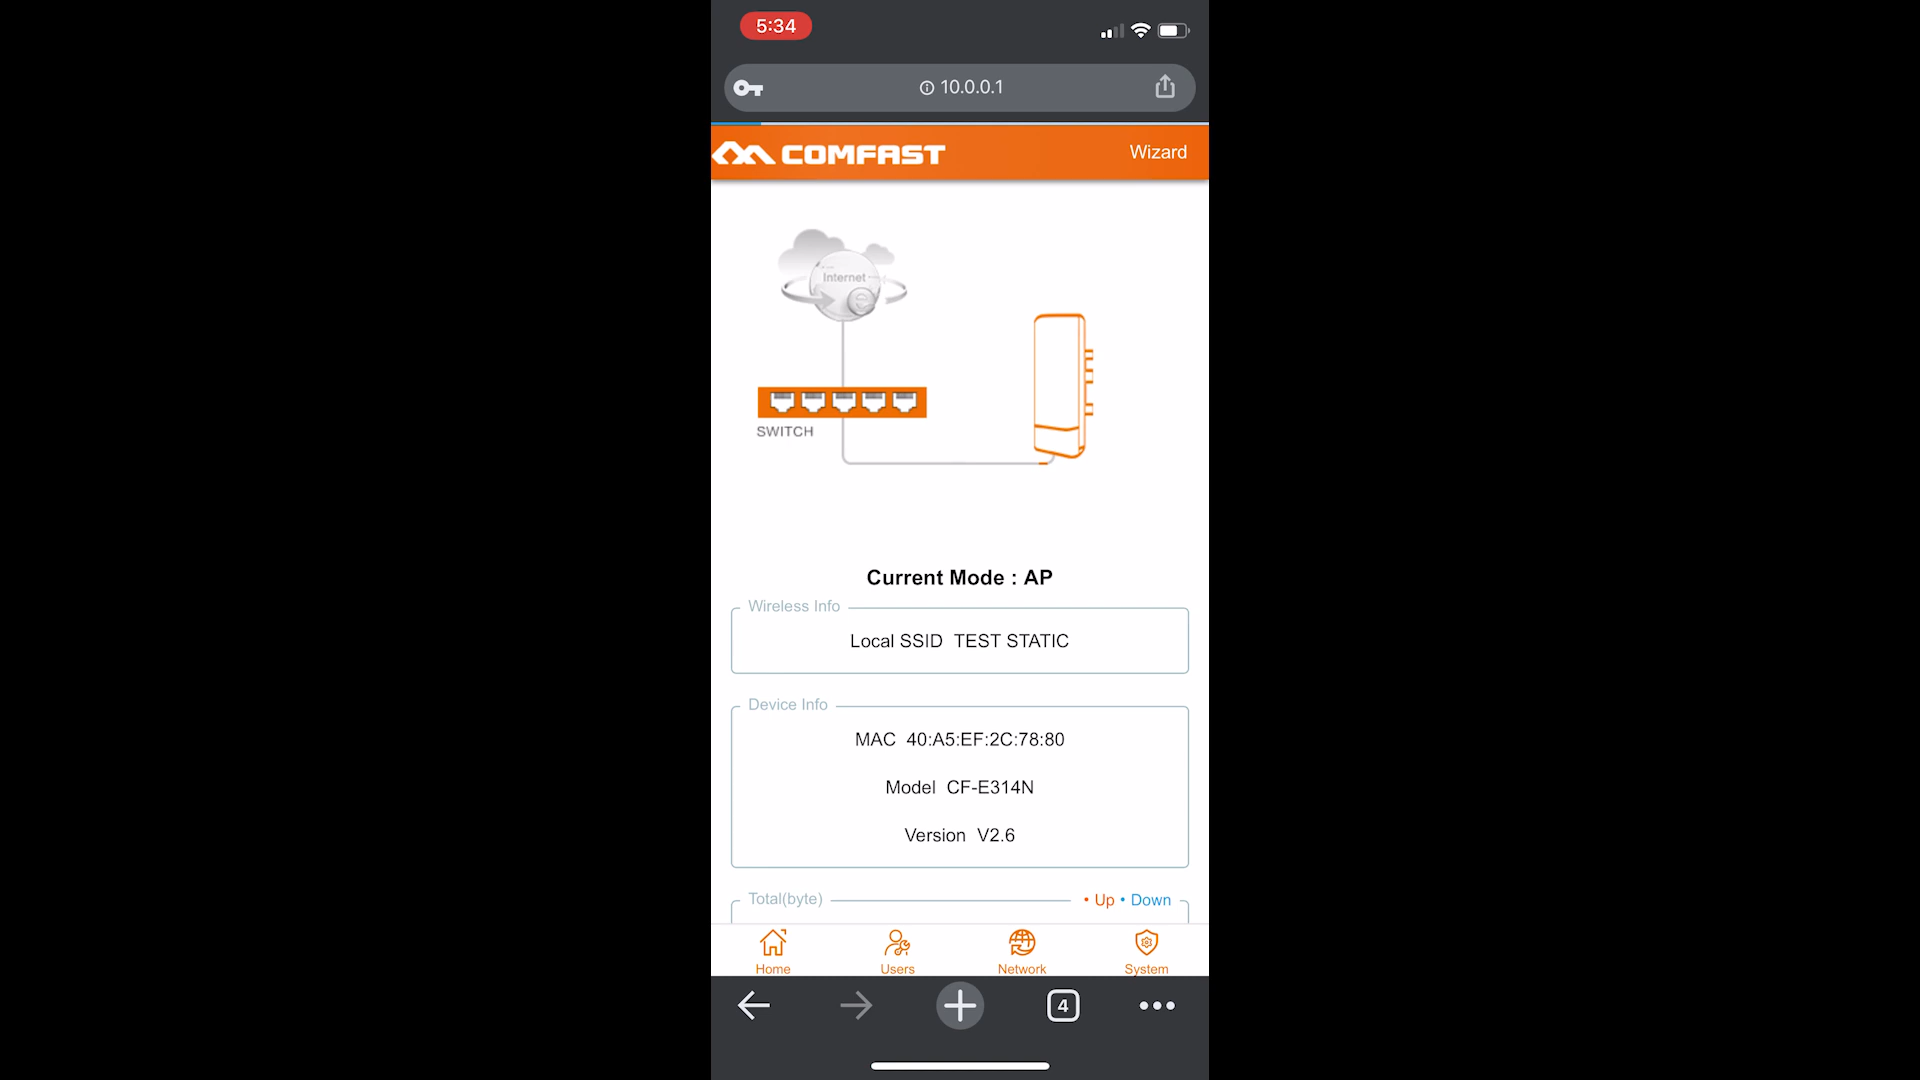 5:34
10.0.0.1
COMFAST
Wizard
Internet
SWITCH
Current Mode : AP
Wireless Info
Local SSID TEST STATIC
Device Info
MAC 40:A5:EF:2C:78:80
Model CF-E314N
Version V2.6
Total(byte)
• Up • Down
Home
Users
Network
System
4